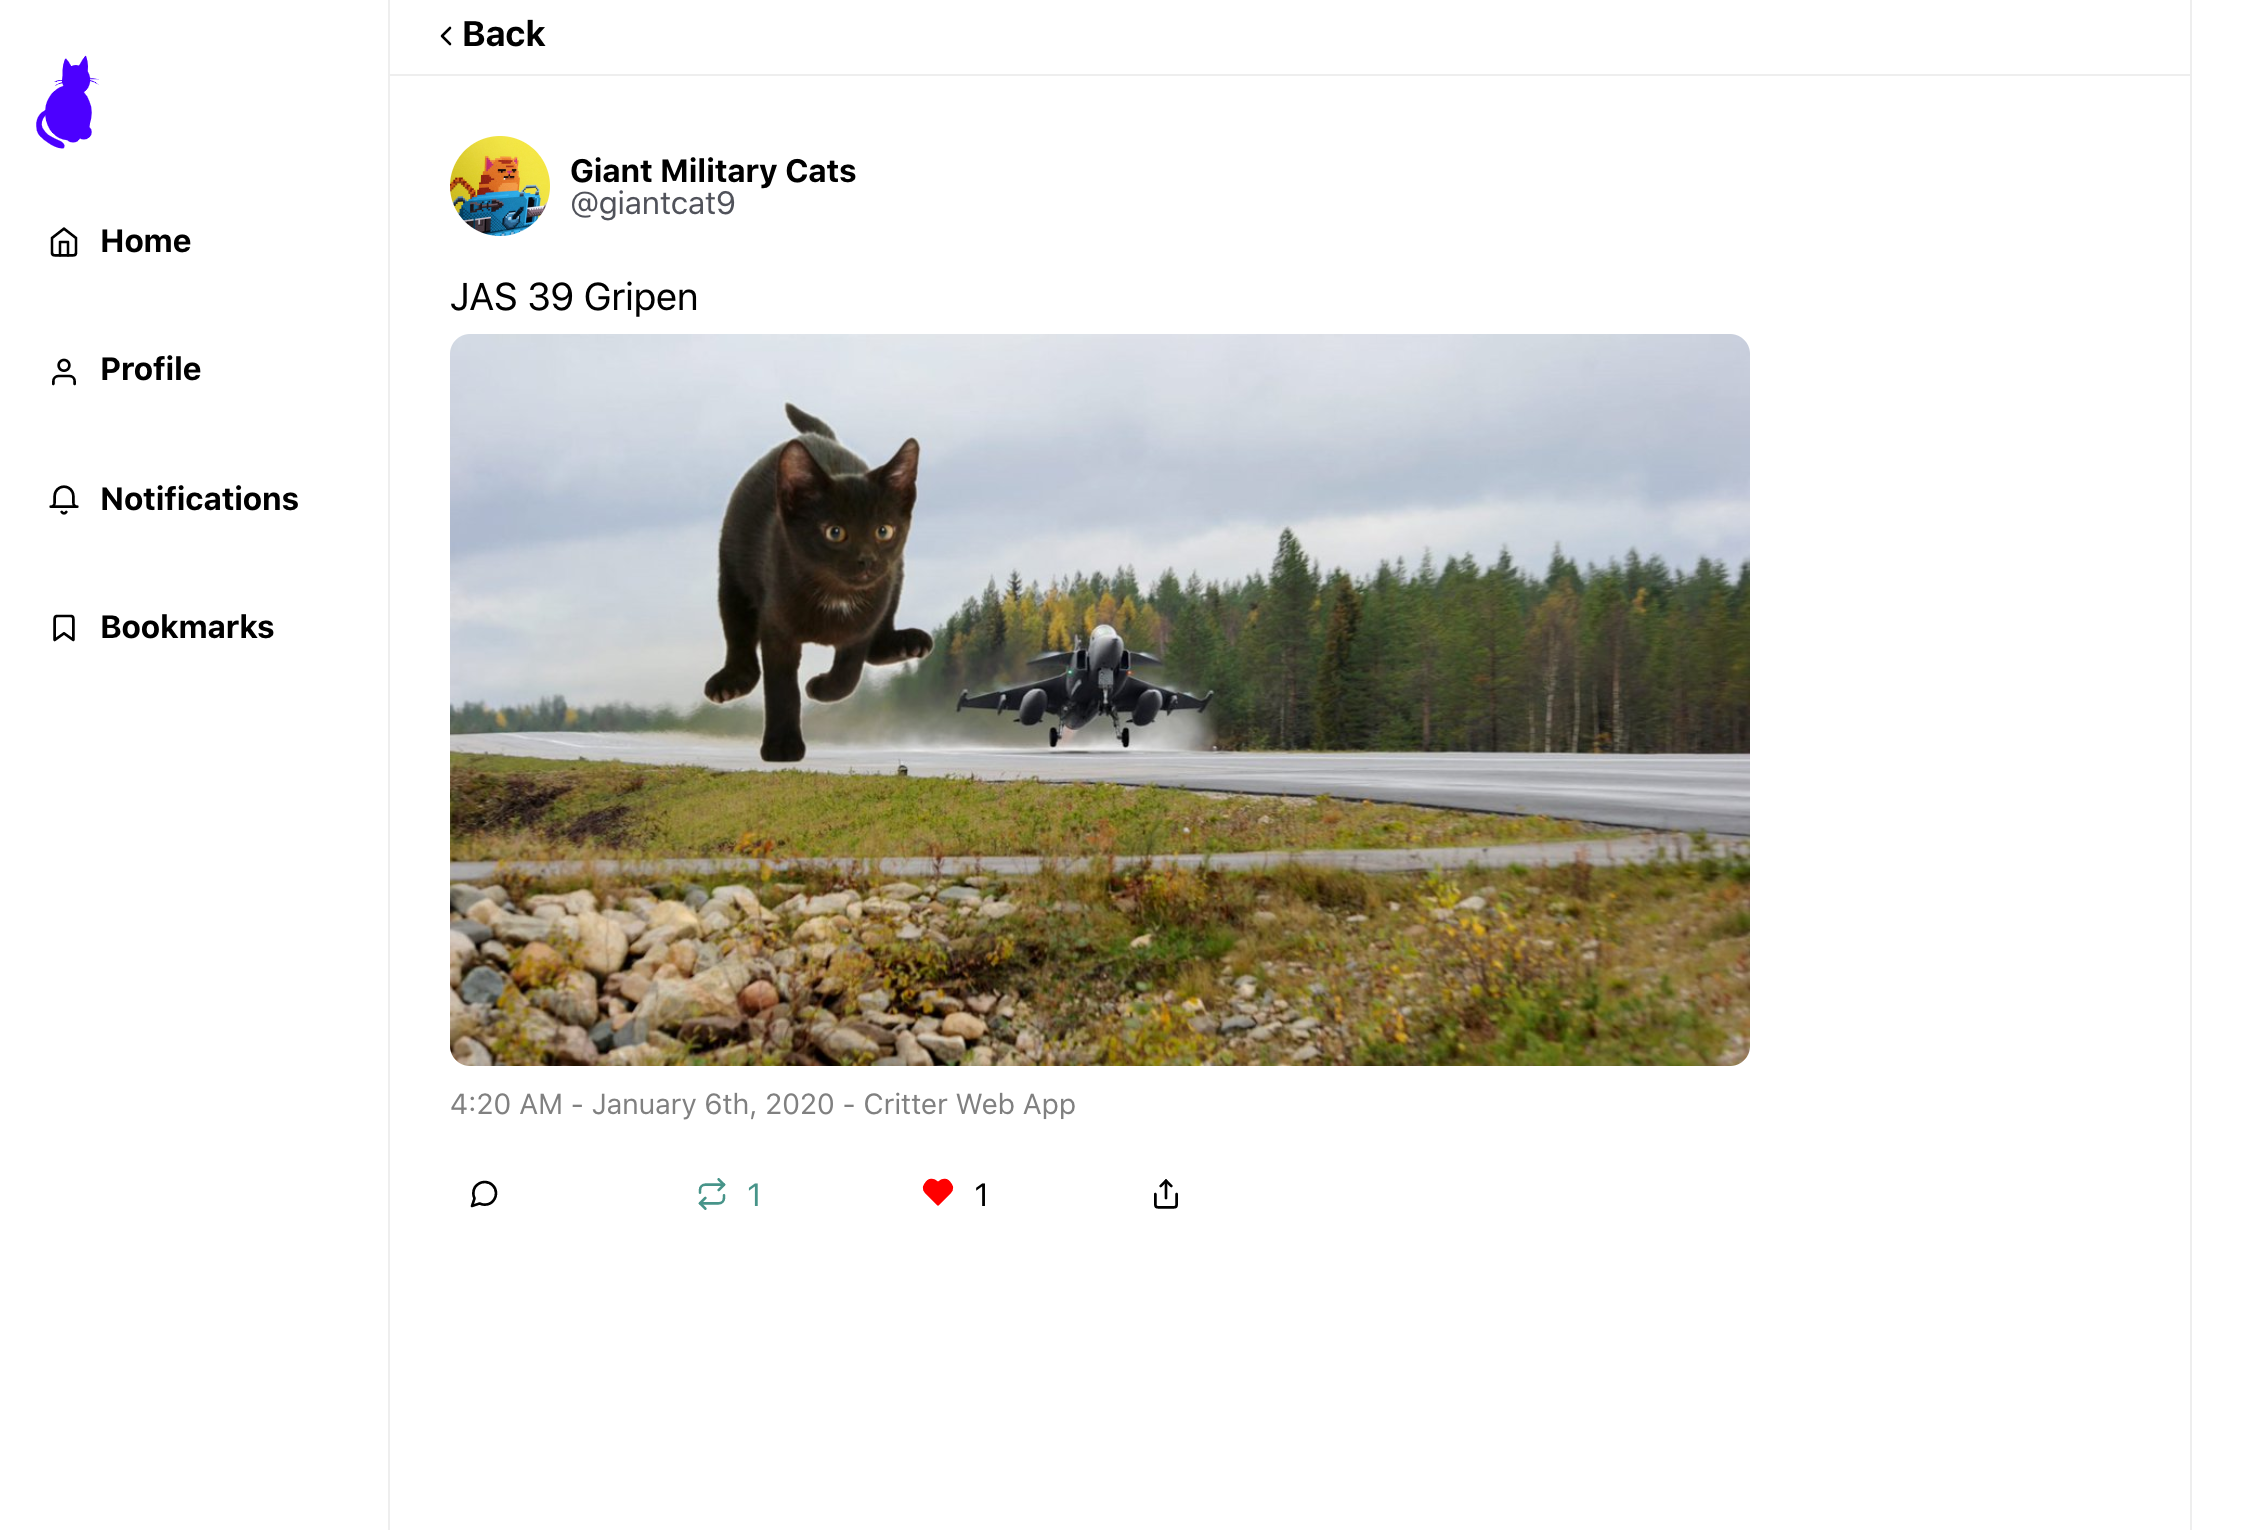 Back
Home
Profile
Notifications
Bookmarks
Giant Military Cats
@giantcat9
JAS 39 Gripen
4:20 AM - January 6th, 2020 - Critter Web App
1
1